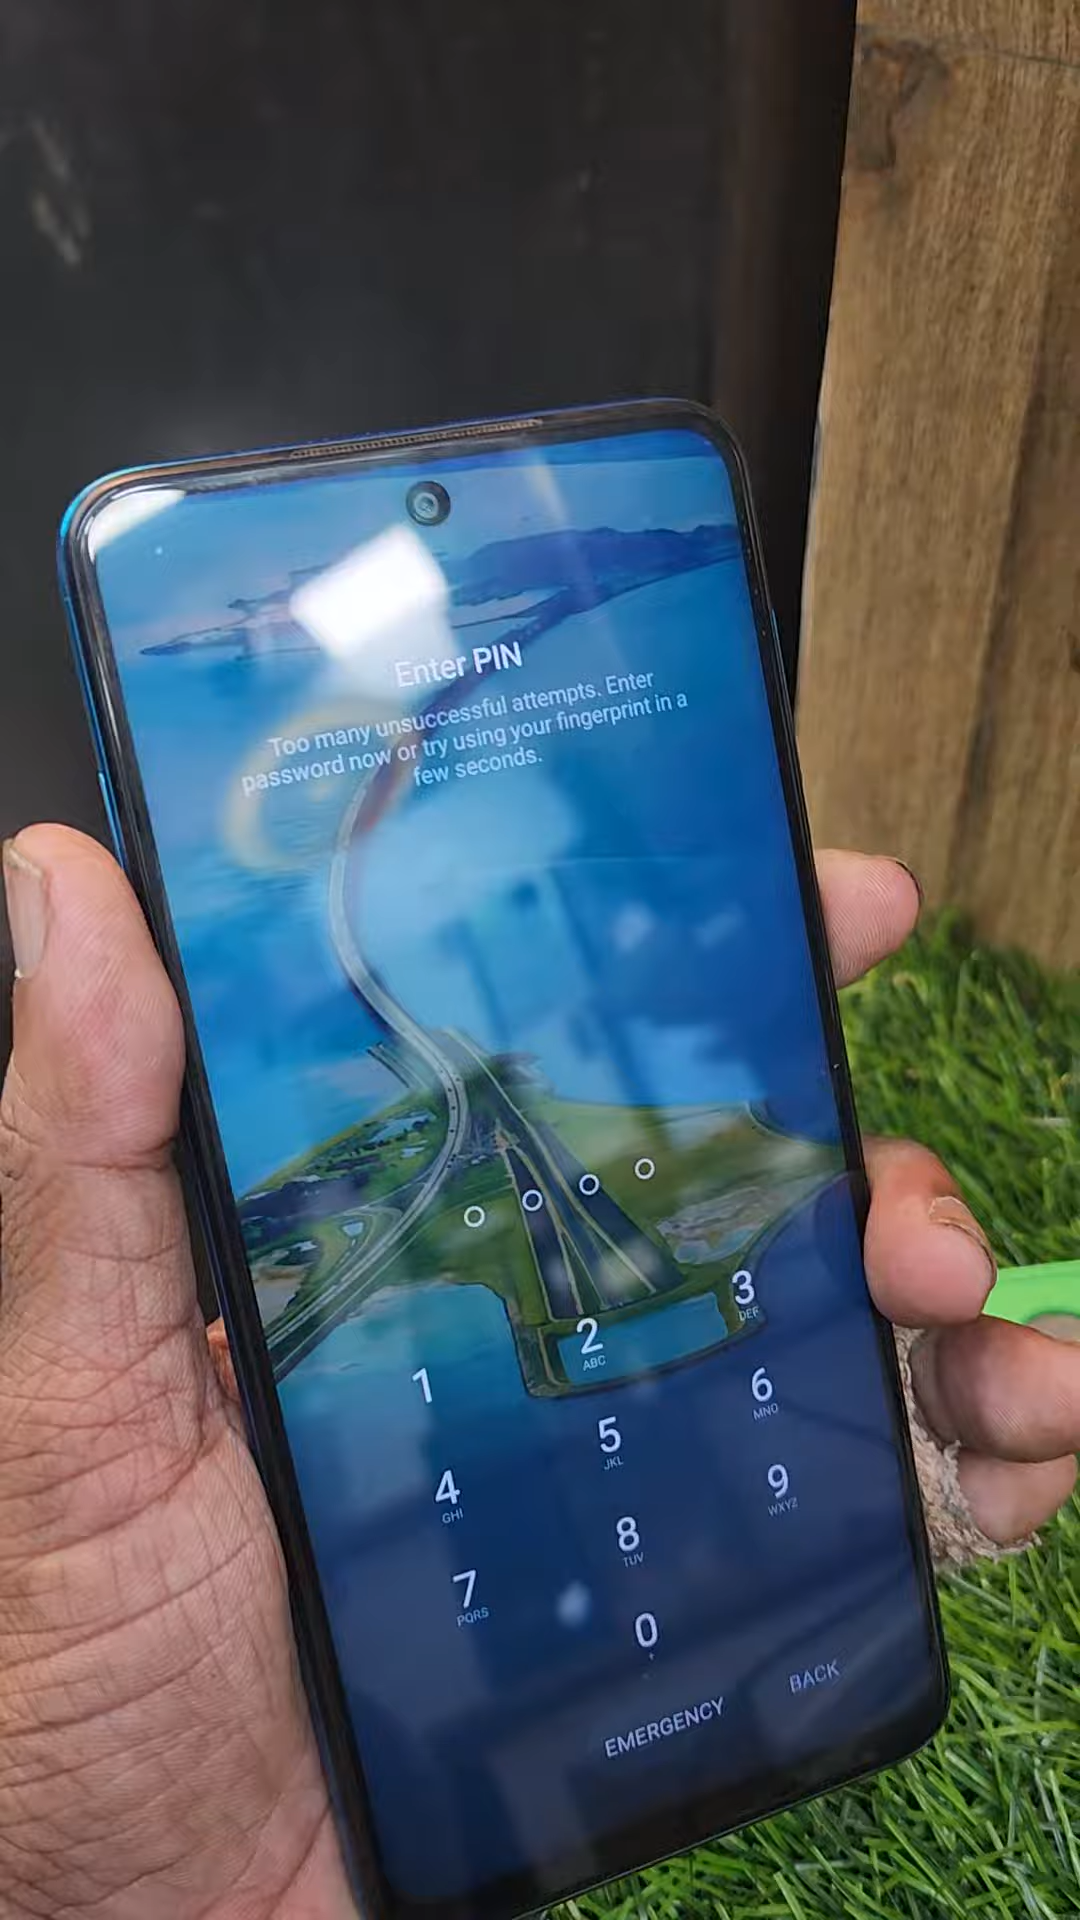 Enter PIN
Too many unsuccessful attempts. Enter
password now or try using your fingerprint in a
few seconds.
1
2
ABC
3
DEF
4
GHI
5
JKL
6
MNO
7
PQRS
8
TUV
9
WXYZ
0
+
EMERGENCY
BACK